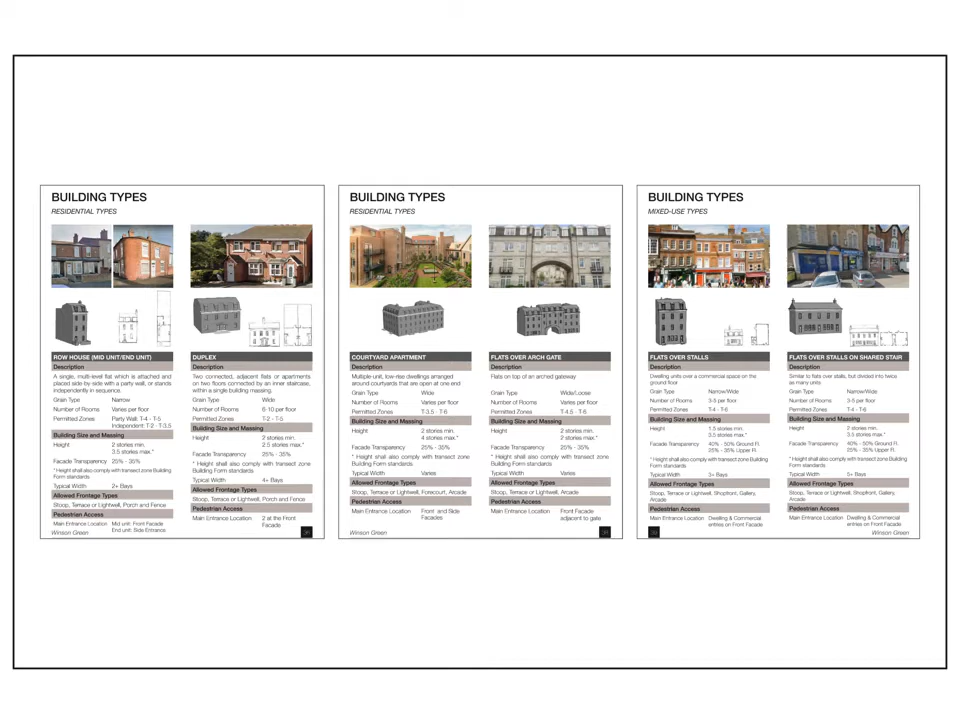 BUILDING TYPES
RESIDENTIAL TYPES
ROW HOUSE (MID UNIT/END UNIT)
Description
A single, multi-level flat which is attached and
placed side-by-side with a party wall, or stands
independently in sequence.
Grain Type Narrow
Number of Rooms Varies per floor
Permitted Zones Party Wall: T-4 - T-5
Independent: T-2 - T-3.5
Building Size and Massing
Height 2 stories min.
3.5 stories max.*
Facade Transparency 25% - 35%
* Height shall also comply with transect zone Building
Form standards
Typical Width 2+ Bays
Allowed Frontage Types
Stoop, Terrace or Lightwell, Porch and Fence
Pedestrian Access
Main Entrance Location Mid unit: Front Facade
End unit: Side Entrance
Winson Green
DUPLEX
Description
Two connected, adjacent flats or apartments
on two floors connected by an inner staircase,
within a single building massing.
Grain Type Wide
Number of Rooms 6-10 per floor
Permitted Zones T-2 - T-5
Building Size and Massing
Height 2 stories min.
2.5 stories max.*
Facade Transparency 25% - 35%
* Height shall also comply with transect zone
Building Form standards
Typical Width 4+ Bays
Allowed Frontage Types
Stoop, Terrace or Lightwell, Porch and Fence
Pedestrian Access
Main Entrance Location 2 at the Front
Facade
BUILDING TYPES
RESIDENTIAL TYPES
COURTYARD APARTMENT
Description
Multiple-unit, low-rise dwellings arranged
around courtyards that are open at one end
Grain Type Wide
Number of Rooms Varies per floor
Permitted Zones T-3.5 - T-6
Building Size and Massing
Height 2 stories min.
4 stories max.*
Facade Transparency 25% - 35%
* Height shall also comply with transect zone
Building Form standards
Typical Width Varies
Allowed Frontage Types
Stoop, Terrace or Lightwell, Forecourt, Arcade
Pedestrian Access
Main Entrance Location Front and Side
Facades
Winson Green
FLATS OVER ARCH GATE
Description
Flats on top of an arched gateway
Grain Type Wide/Loose
Number of Rooms Varies per floor
Permitted Zones T-4.5 - T-6
Building Size and Massing
Height 2 stories min.
2 stories max.*
Facade Transparency 25% - 35%
* Height shall also comply with transect zone
Building Form standards
Typical Width Varies
Allowed Frontage Types
Stoop, Terrace or Lightwell, Arcade
Pedestrian Access
Main Entrance Location Front Facade
adjacent to gate
BUILDING TYPES
MIXED-USE TYPES
FLATS OVER STALLS
Description
Dwelling units over a commercial space on the
ground floor
Grain Type Narrow/Wide
Number of Rooms 3-5 per floor
Permitted Zones T-4 - T-6
Building Size and Massing
Height 1.5 stories min.
3.5 stories max.*
Facade Transparency 40% - 50% Ground Fl.
25% - 35% Upper Fl.
* Height shall also comply with transect zone Building
Form standards
Typical Width 3+ Bays
Allowed Frontage Types
Stoop, Terrace or Lightwell, Shopfront, Gallery,
Arcade
Pedestrian Access
Main Entrance Location Dwelling & Commercial
entries on Front Facade
FLATS OVER STALLS ON SHARED STAIR
Description
Similar to flats over stalls, but divided into twice
as many units
Grain Type Narrow/Wide
Number of Rooms 3-5 per floor
Permitted Zones T-4 - T-6
Building Size and Massing
Height 2 stories min.
3.5 stories max.*
Facade Transparency 40% - 50% Ground Fl.
25% - 35% Upper Fl.
* Height shall also comply with transect zone Building
Form standards
Typical Width 5+ Bays
Allowed Frontage Types
Stoop, Terrace or Lightwell, Shopfront, Gallery,
Arcade
Pedestrian Access
Main Entrance Location Dwelling & Commercial
entries on Front Facade
Winson Green